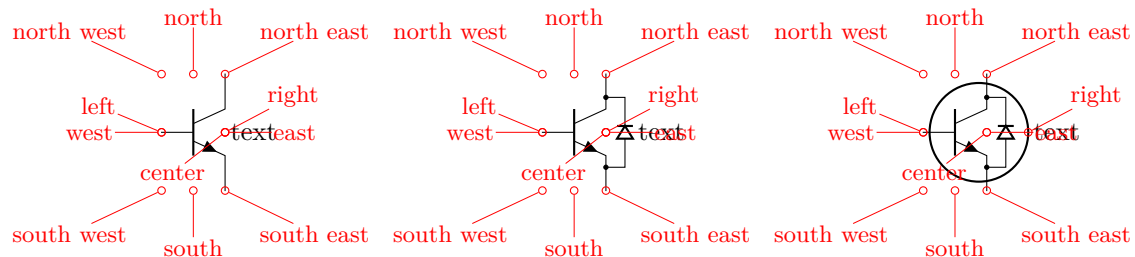 north north north
north west north east north west north east north west north east
left right left right left right
west text east west text east west text east
center center center
south west south east south west south east south west south east
south south south